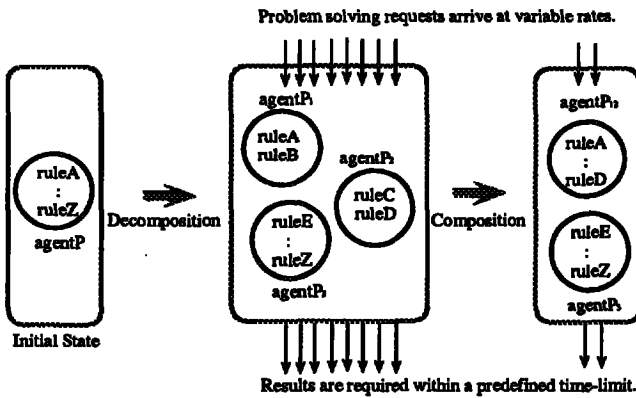 Problem solving requests arrive at variable rates.
ruleA
:
ruleZ
agentP
Initial State
Decomposition
agentP₁
ruleA
ruleB
agentP₂
ruleC
ruleD
ruleE
:
ruleZ
agentP₃
Composition
agentP₁₂
ruleA
:
ruleD
ruleE
:
ruleZ
agentP₃
Results are required within a predefined time-limit.